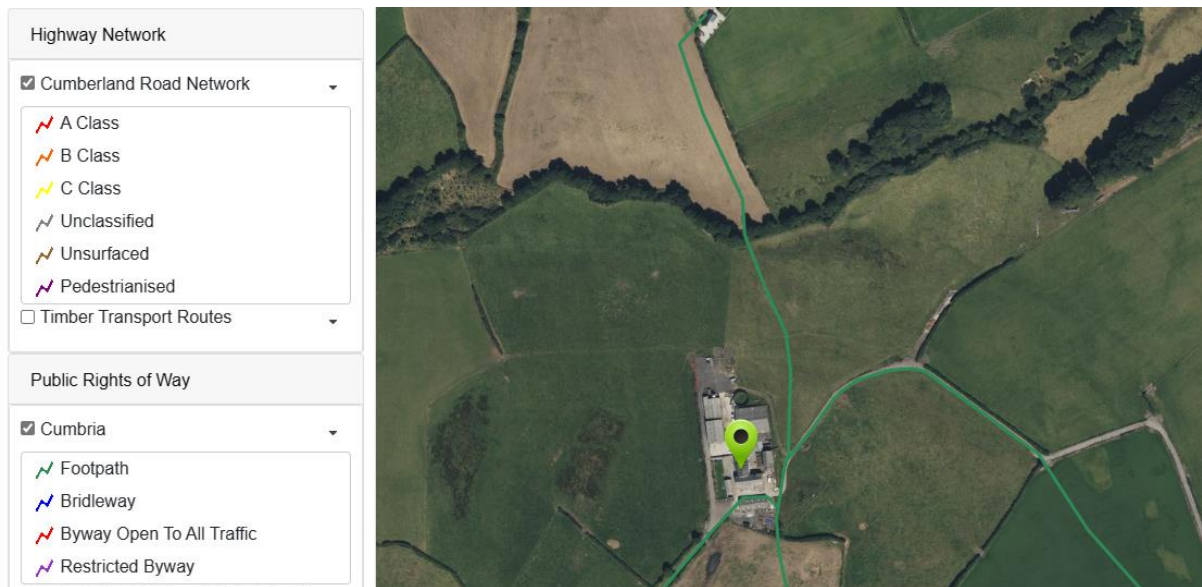 Highway Network
Cumberland Road Network
A Class
B Class
C Class
Unclassified
Unsurfaced
Pedestrianised
Timber Transport Routes
Public Rights of Way
Cumbria
Footpath
Bridleway
Byway Open To All Traffic
Restricted Byway